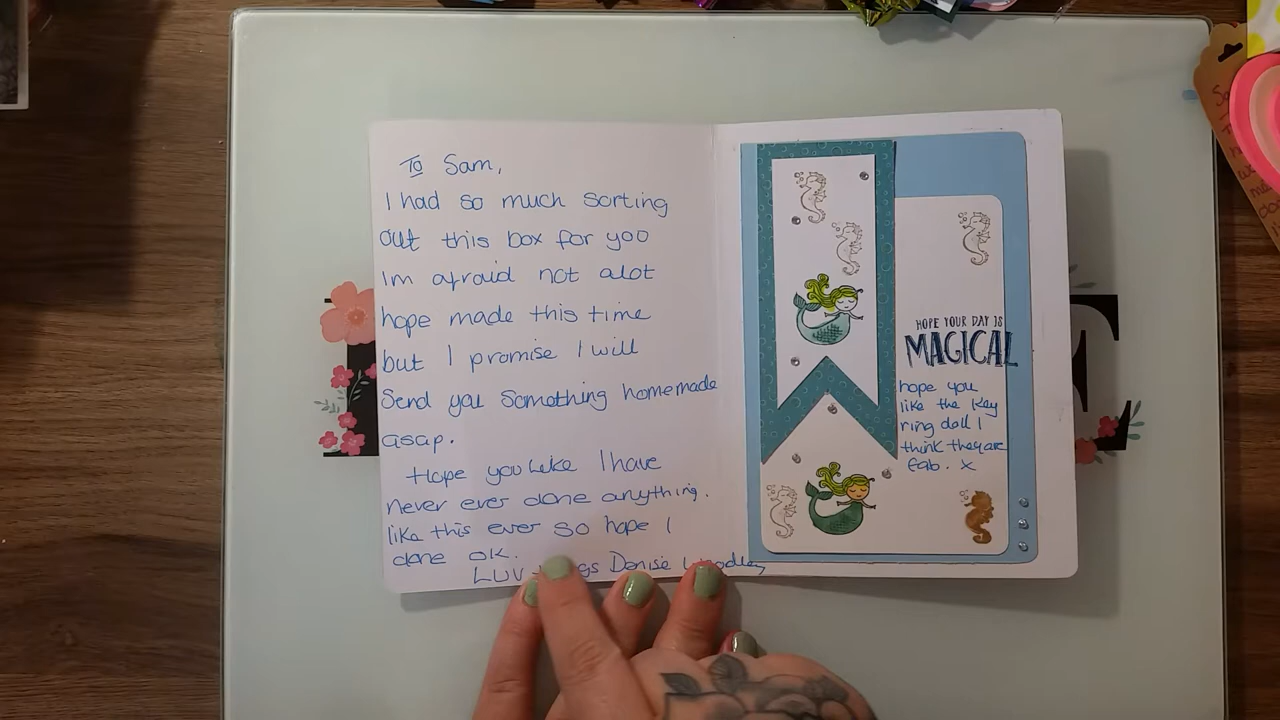 To Sam,
I had so much sorting
out this box for yoo
Im afraid not alot
hope made this time
but I promise I will
Send you Something homemade
asap.
Hope you like I have
never ever done anything.
like this ever so hope I
done ok.
Luv Denise
HOPE YOUR DAY IS
MAGICAL
hope you
like the Key
ring doll I
think they are
fab. x
E